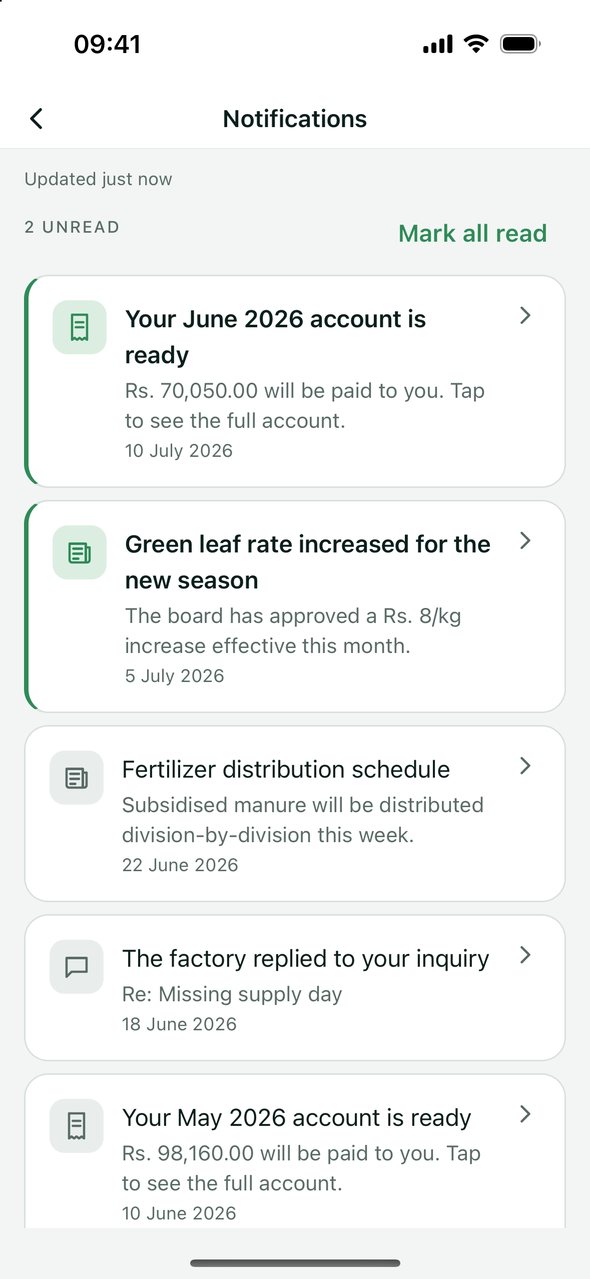 09:41
Notifications
Updated just now
2 UNREAD
Mark all read
Your June 2026 account is
ready
Rs. 70,050.00 will be paid to you. Tap
to see the full account.
10 July 2026
Green leaf rate increased for the
new season
The board has approved a Rs. 8/kg
increase effective this month.
5 July 2026
Fertilizer distribution schedule
Subsidised manure will be distributed
division-by-division this week.
22 June 2026
The factory replied to your inquiry
Re: Missing supply day
18 June 2026
Your May 2026 account is ready
Rs. 98,160.00 will be paid to you. Tap
to see the full account.
10 June 2026